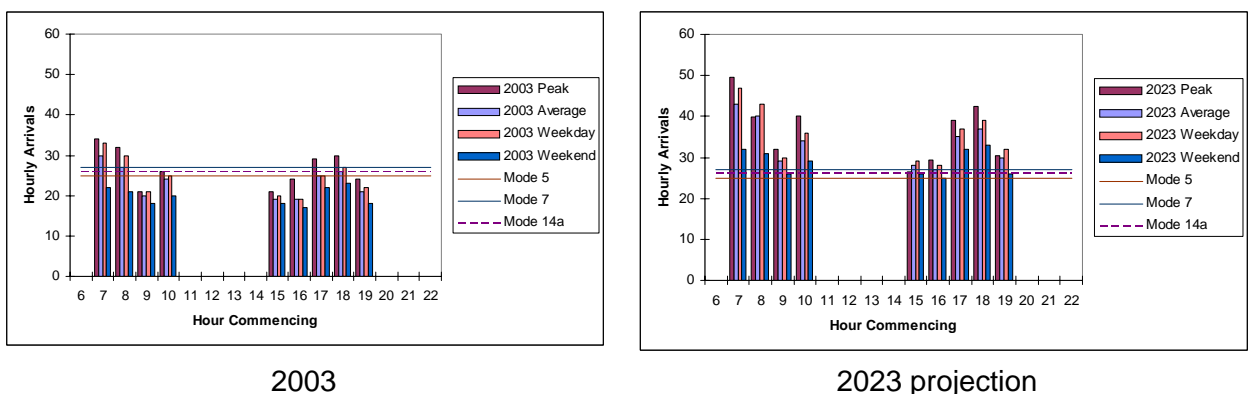 60
50
40
30
20
10
0
Hourly Arrivals
6 7 8 9 10 11 12 13 14 15 16 17 18 19 20 21 22
Hour Commencing
2003 Peak
2003 Average
2003 Weekday
2003 Weekend
Mode 5
Mode 7
Mode 14a
2003
60
50
40
30
20
10
0
Hourly Arrivals
6 7 8 9 10 11 12 13 14 15 16 17 18 19 20 21 22
Hour Commencing
2023 Peak
2023 Average
2023 Weekday
2023 Weekend
Mode 5
Mode 7
Mode 14a
2023 projection